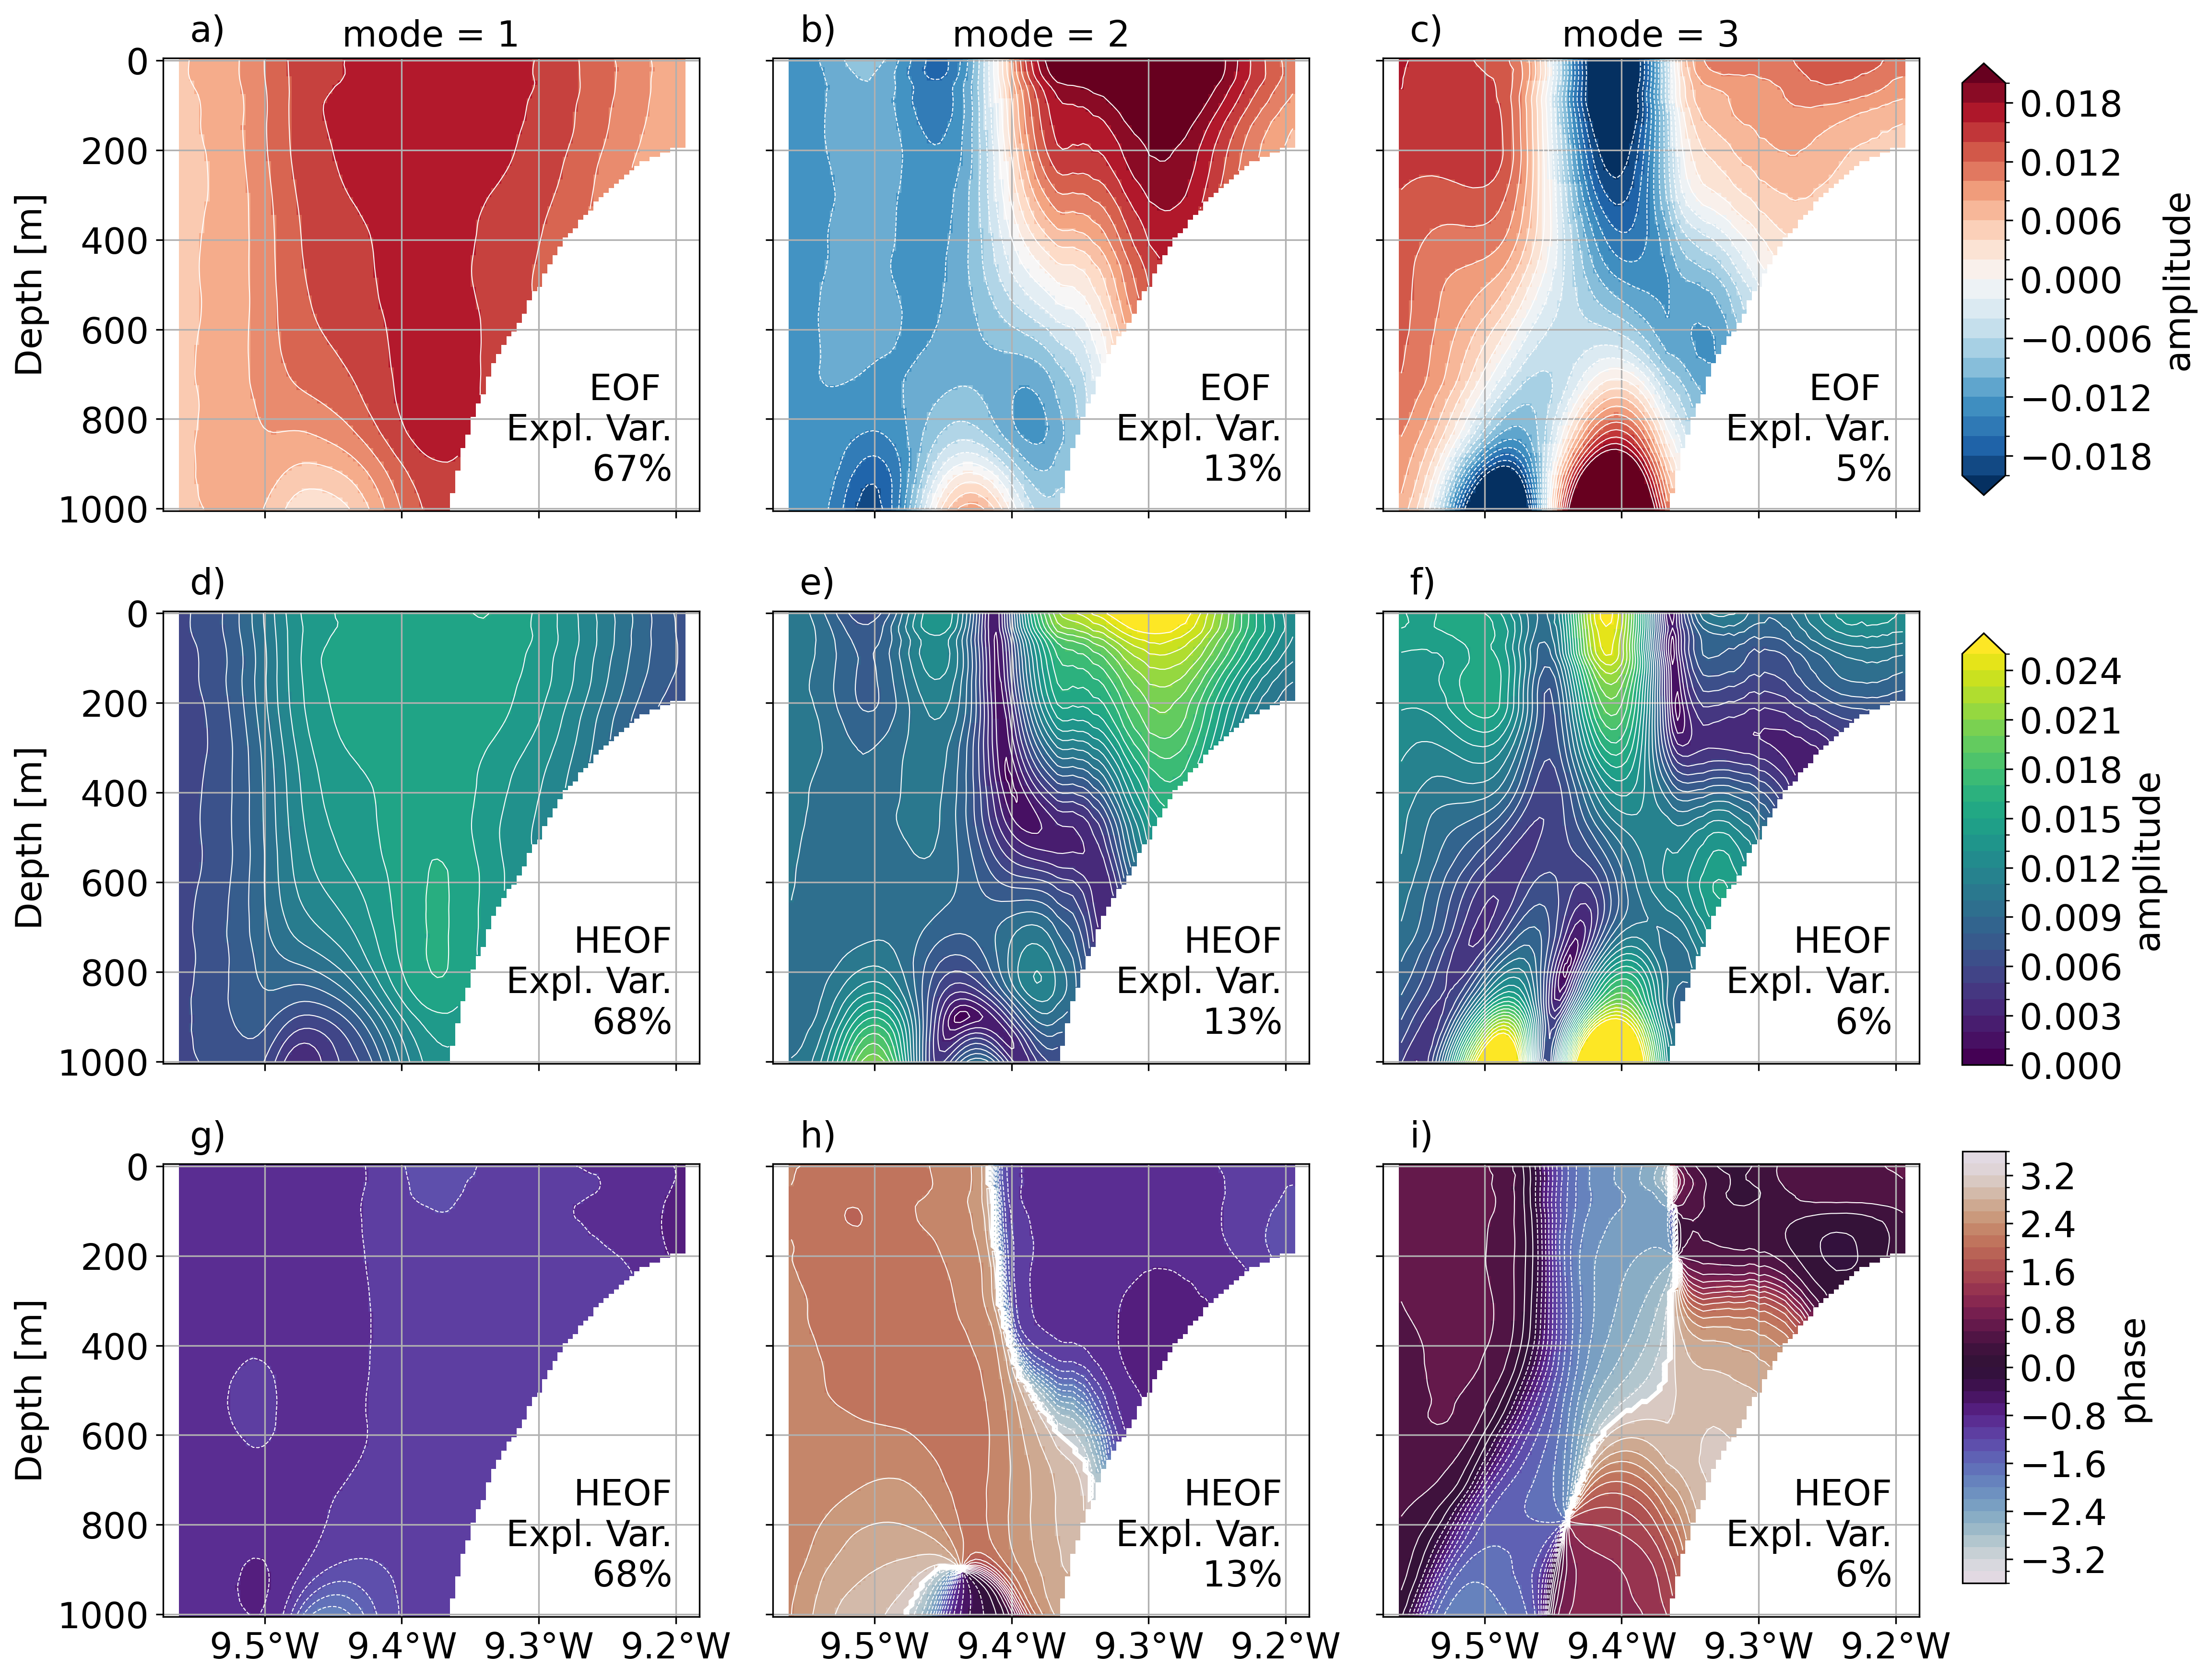 a) mode = 1
b) mode = 2
c) mode = 3
0
200
400
600
800
1000
Depth [m]
EOF
Expl. Var.
67%
EOF
Expl. Var.
13%
EOF
Expl. Var.
5%
0.018
0.012
0.006
0.000
−0.006
−0.012
−0.018
amplitude
d)
e)
f)
0
200
400
600
800
1000
Depth [m]
HEOF
Expl. Var.
68%
HEOF
Expl. Var.
13%
HEOF
Expl. Var.
6%
0.024
0.021
0.018
0.015
0.012
0.009
0.006
0.003
0.000
amplitude
g)
h)
i)
0
200
400
600
800
1000
Depth [m]
HEOF
Expl. Var.
68%
HEOF
Expl. Var.
13%
HEOF
Expl. Var.
6%
3.2
2.4
1.6
0.8
0.0
−0.8
−1.6
−2.4
−3.2
phase
9.5°W 9.4°W 9.3°W 9.2°W
9.5°W 9.4°W 9.3°W 9.2°W
9.5°W 9.4°W 9.3°W 9.2°W